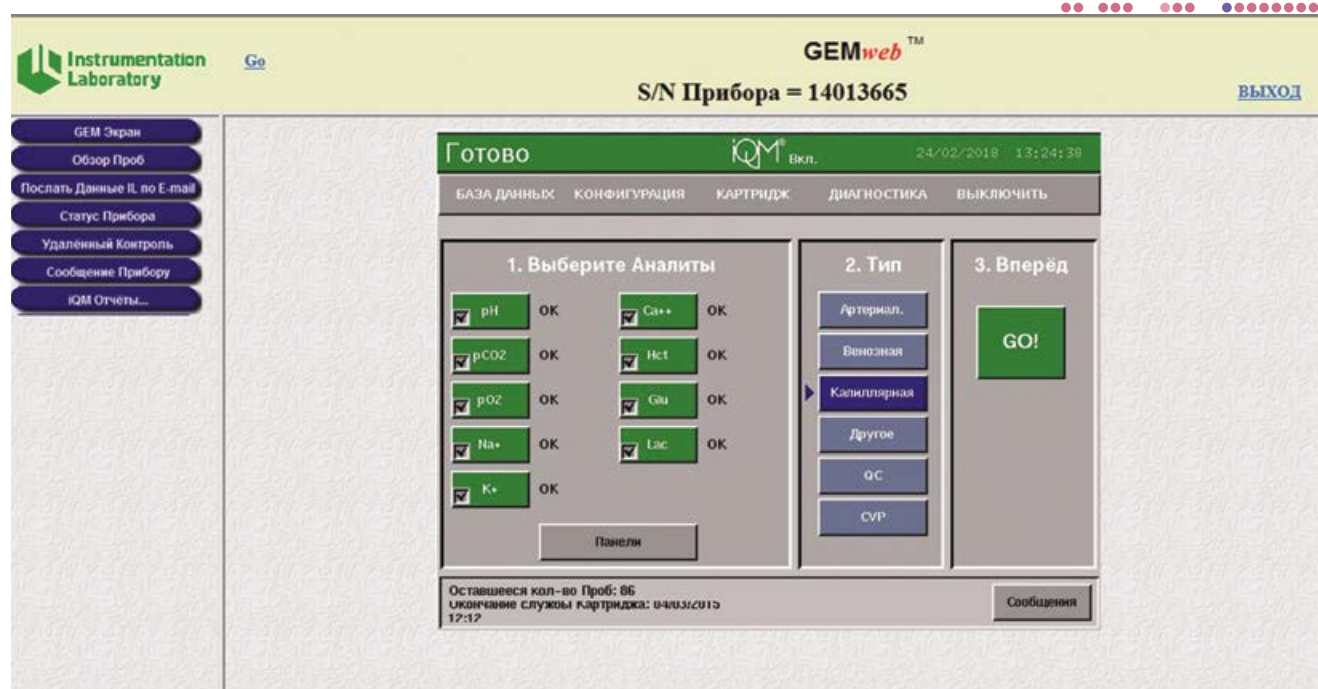 Instrumentation
Laboratory
Go
GEMweb™
S/N Прибора = 14013665
ВЫХОД
GEM Экран
Обзор Проб
Послать Данные IL по E-mail
Статус Прибора
Удалённый Контроль
Сообщение Прибору
iQM Отчёты...
Готово
iQM® Вкл.
24/02/2018 13:24:38
БАЗА ДАННЫХ КОНФИГУРАЦИЯ КАРТРИДЖ ДИАГНОСТИКА ВЫКЛЮЧИТЬ
1. Выберите Аналиты
pH OK Ca++ OK
pCO2 OK Hct OK
pO2 OK Glu OK
Na+ OK Lac OK
K+ OK
Панели
2. Тип
Артериал.
Венозная
Капиллярная
Другое
QC
CVP
3. Вперёд
GO!
Оставшееся кол-во Проб: 86
Окончание службы Картриджа: 04/03/2015
12:12
Сообщения